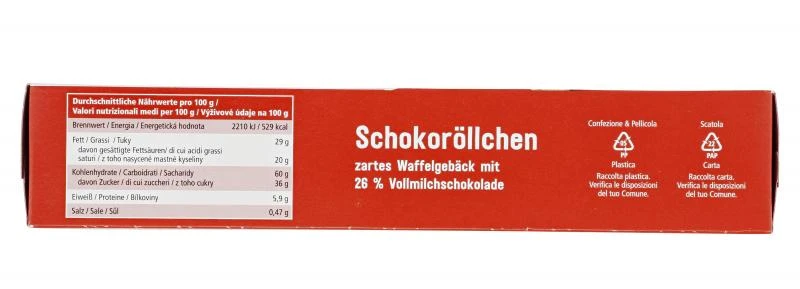 Durchschnittliche Nährwerte pro 100 g /
Valori nutrizionali medi per 100 g / Výživové údaje na 100 g
Brennwert / Energia / Energetická hodnota 2210 kJ / 529 kcal
Fett / Grassi / Tuky 29 g
davon gesättigte Fettsäuren/ di cui acidi grassi
saturi / z toho nasycené mastné kyseliny 20 g
Kohlenhydrate / Carboidrati / Sacharidy 60 g
davon Zucker / di cui zuccheri / z toho cukry 36 g
Eiweiß / Proteine / Bílkoviny 5,9 g
Salz / Sale / Sůl 0,47 g
Schokoröllchen
zartes Waffelgebäck mit
26 % Vollmilchschokolade
Confezione & Pellicola
05
PP
Plastica
Raccolta plastica.
Verifica le disposizioni
del tuo Comune.
Scatola
22
PAP
Carta
Raccolta carta.
Verifica le disposizioni
del tuo Comune.